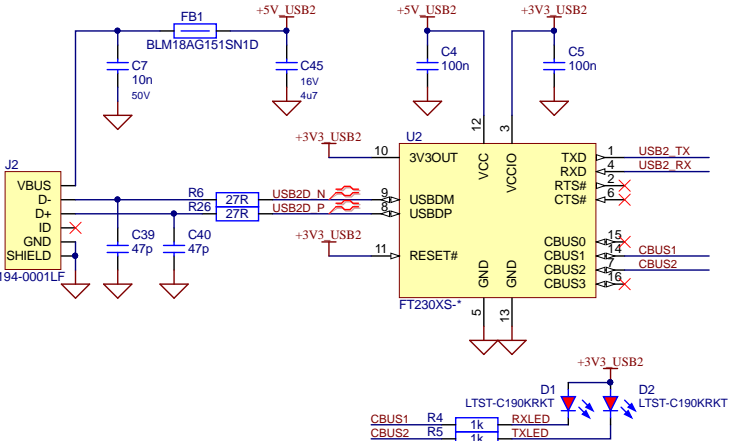 FB1
BLM18AG151SN1D
+5V_USB2
C7
10n
50V
C45
16V
4u7
+5V_USB2
+3V3_USB2
C4
100n
C5
100n
12
3
+3V3_USB2
U2
10
3V3OUT
VCC
VCCIO
TXD
1
USB2_TX
RXD
4
USB2_RX
RTS#
2
CTS#
6
J2
VBUS
D-
D+
ID
GND
SHIELD
194-0001LF
R6
27R
USB2D_N
9
USBDM
R26
27R
USB2D_P
8
USBDP
C39
47p
C40
47p
+3V3_USB2
11
RESET#
CBUS0
15
CBUS1
14
CBUS1
CBUS2
7
CBUS2
CBUS3
16
GND
GND
FT230XS-*
5
13
+3V3_USB2
D1
LTST-C190KRKT
D2
LTST-C190KRKT
CBUS1
R4
1k
RXLED
CBUS2
R5
1k
TXLED